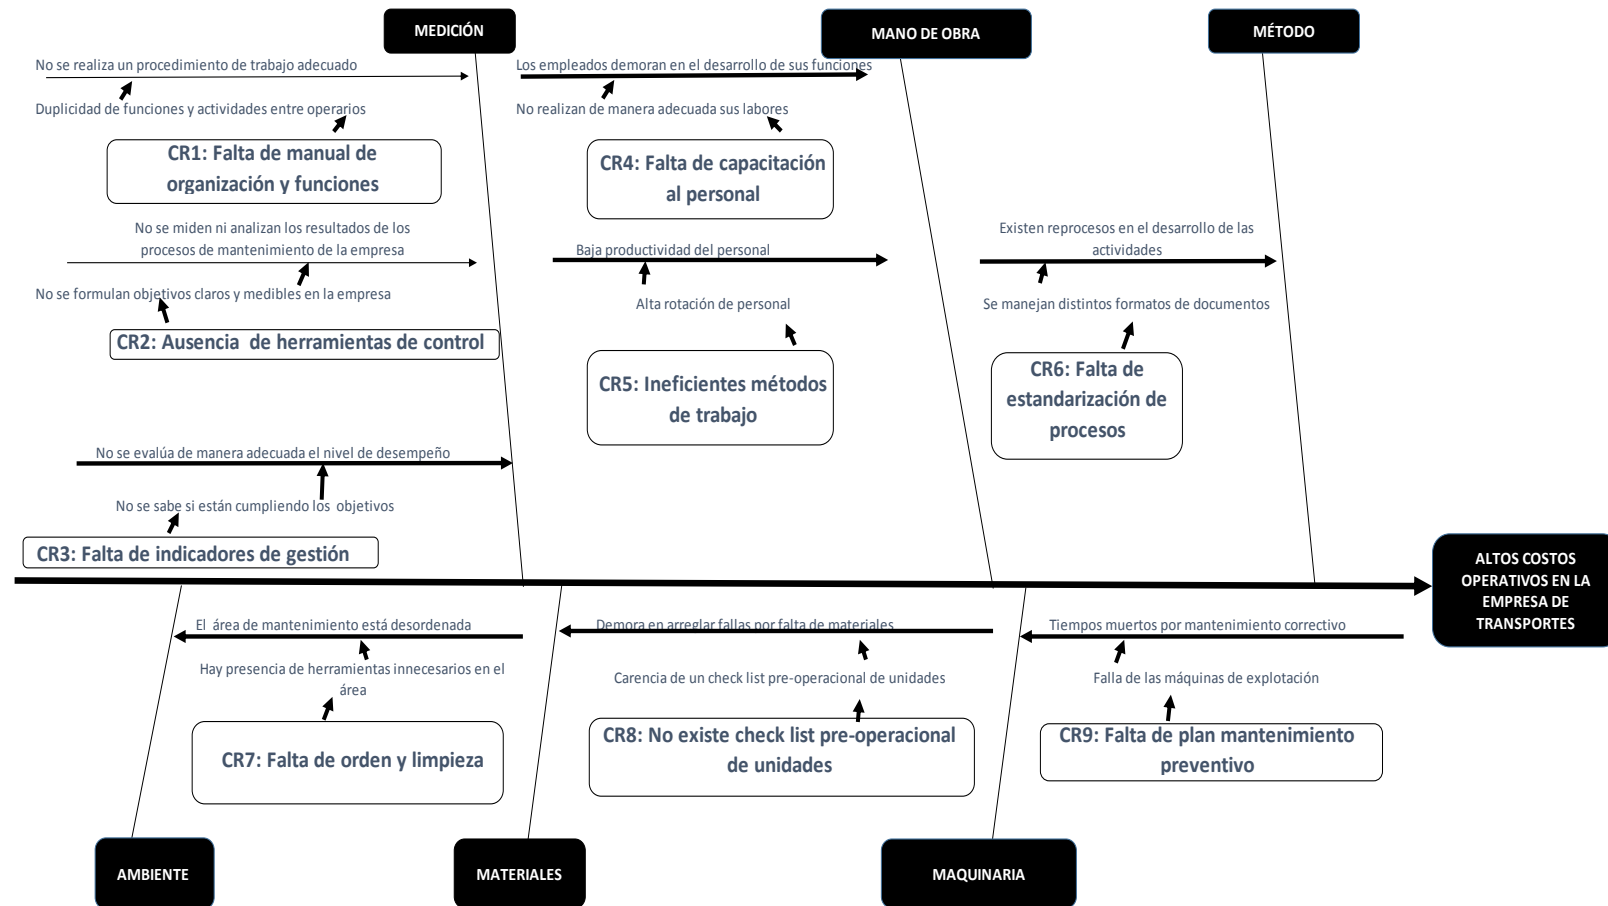 MEDICIÓN
MANO DE OBRA
MÉTODO
No se realiza un procedimiento de trabajo adecuado
Duplicidad de funciones y actividades entre operarios
CR1: Falta de manual de
organización y funciones
No se miden ni analizan los resultados de los
procesos de mantenimiento de la empresa
No se formulan objetivos claros y medibles en la empresa
CR2: Ausencia de herramientas de control
No se evalúa de manera adecuada el nivel de desempeño
No se sabe si están cumpliendo los objetivos
CR3: Falta de indicadores de gestión
Los empleados demoran en el desarrollo de sus funciones
No realizan de manera adecuada sus labores
CR4: Falta de capacitación
al personal
Baja productividad del personal
Alta rotación de personal
CR5: Ineficientes métodos
de trabajo
Existen reprocesos en el desarrollo de las
actividades
Se manejan distintos formatos de documentos
CR6: Falta de
estandarización de
procesos
ALTOS COSTOS
OPERATIVOS EN LA
EMPRESA DE
TRANSPORTES
El área de mantenimiento está desordenada
Hay presencia de herramientas innecesarios en el
área
CR7: Falta de orden y limpieza
Demora en arreglar fallas por falta de materiales
Carencia de un check list pre-operacional de unidades
CR8: No existe check list pre-operacional
de unidades
Tiempos muertos por mantenimiento correctivo
Falla de las máquinas de explotación
CR9: Falta de plan mantenimiento
preventivo
AMBIENTE
MATERIALES
MAQUINARIA